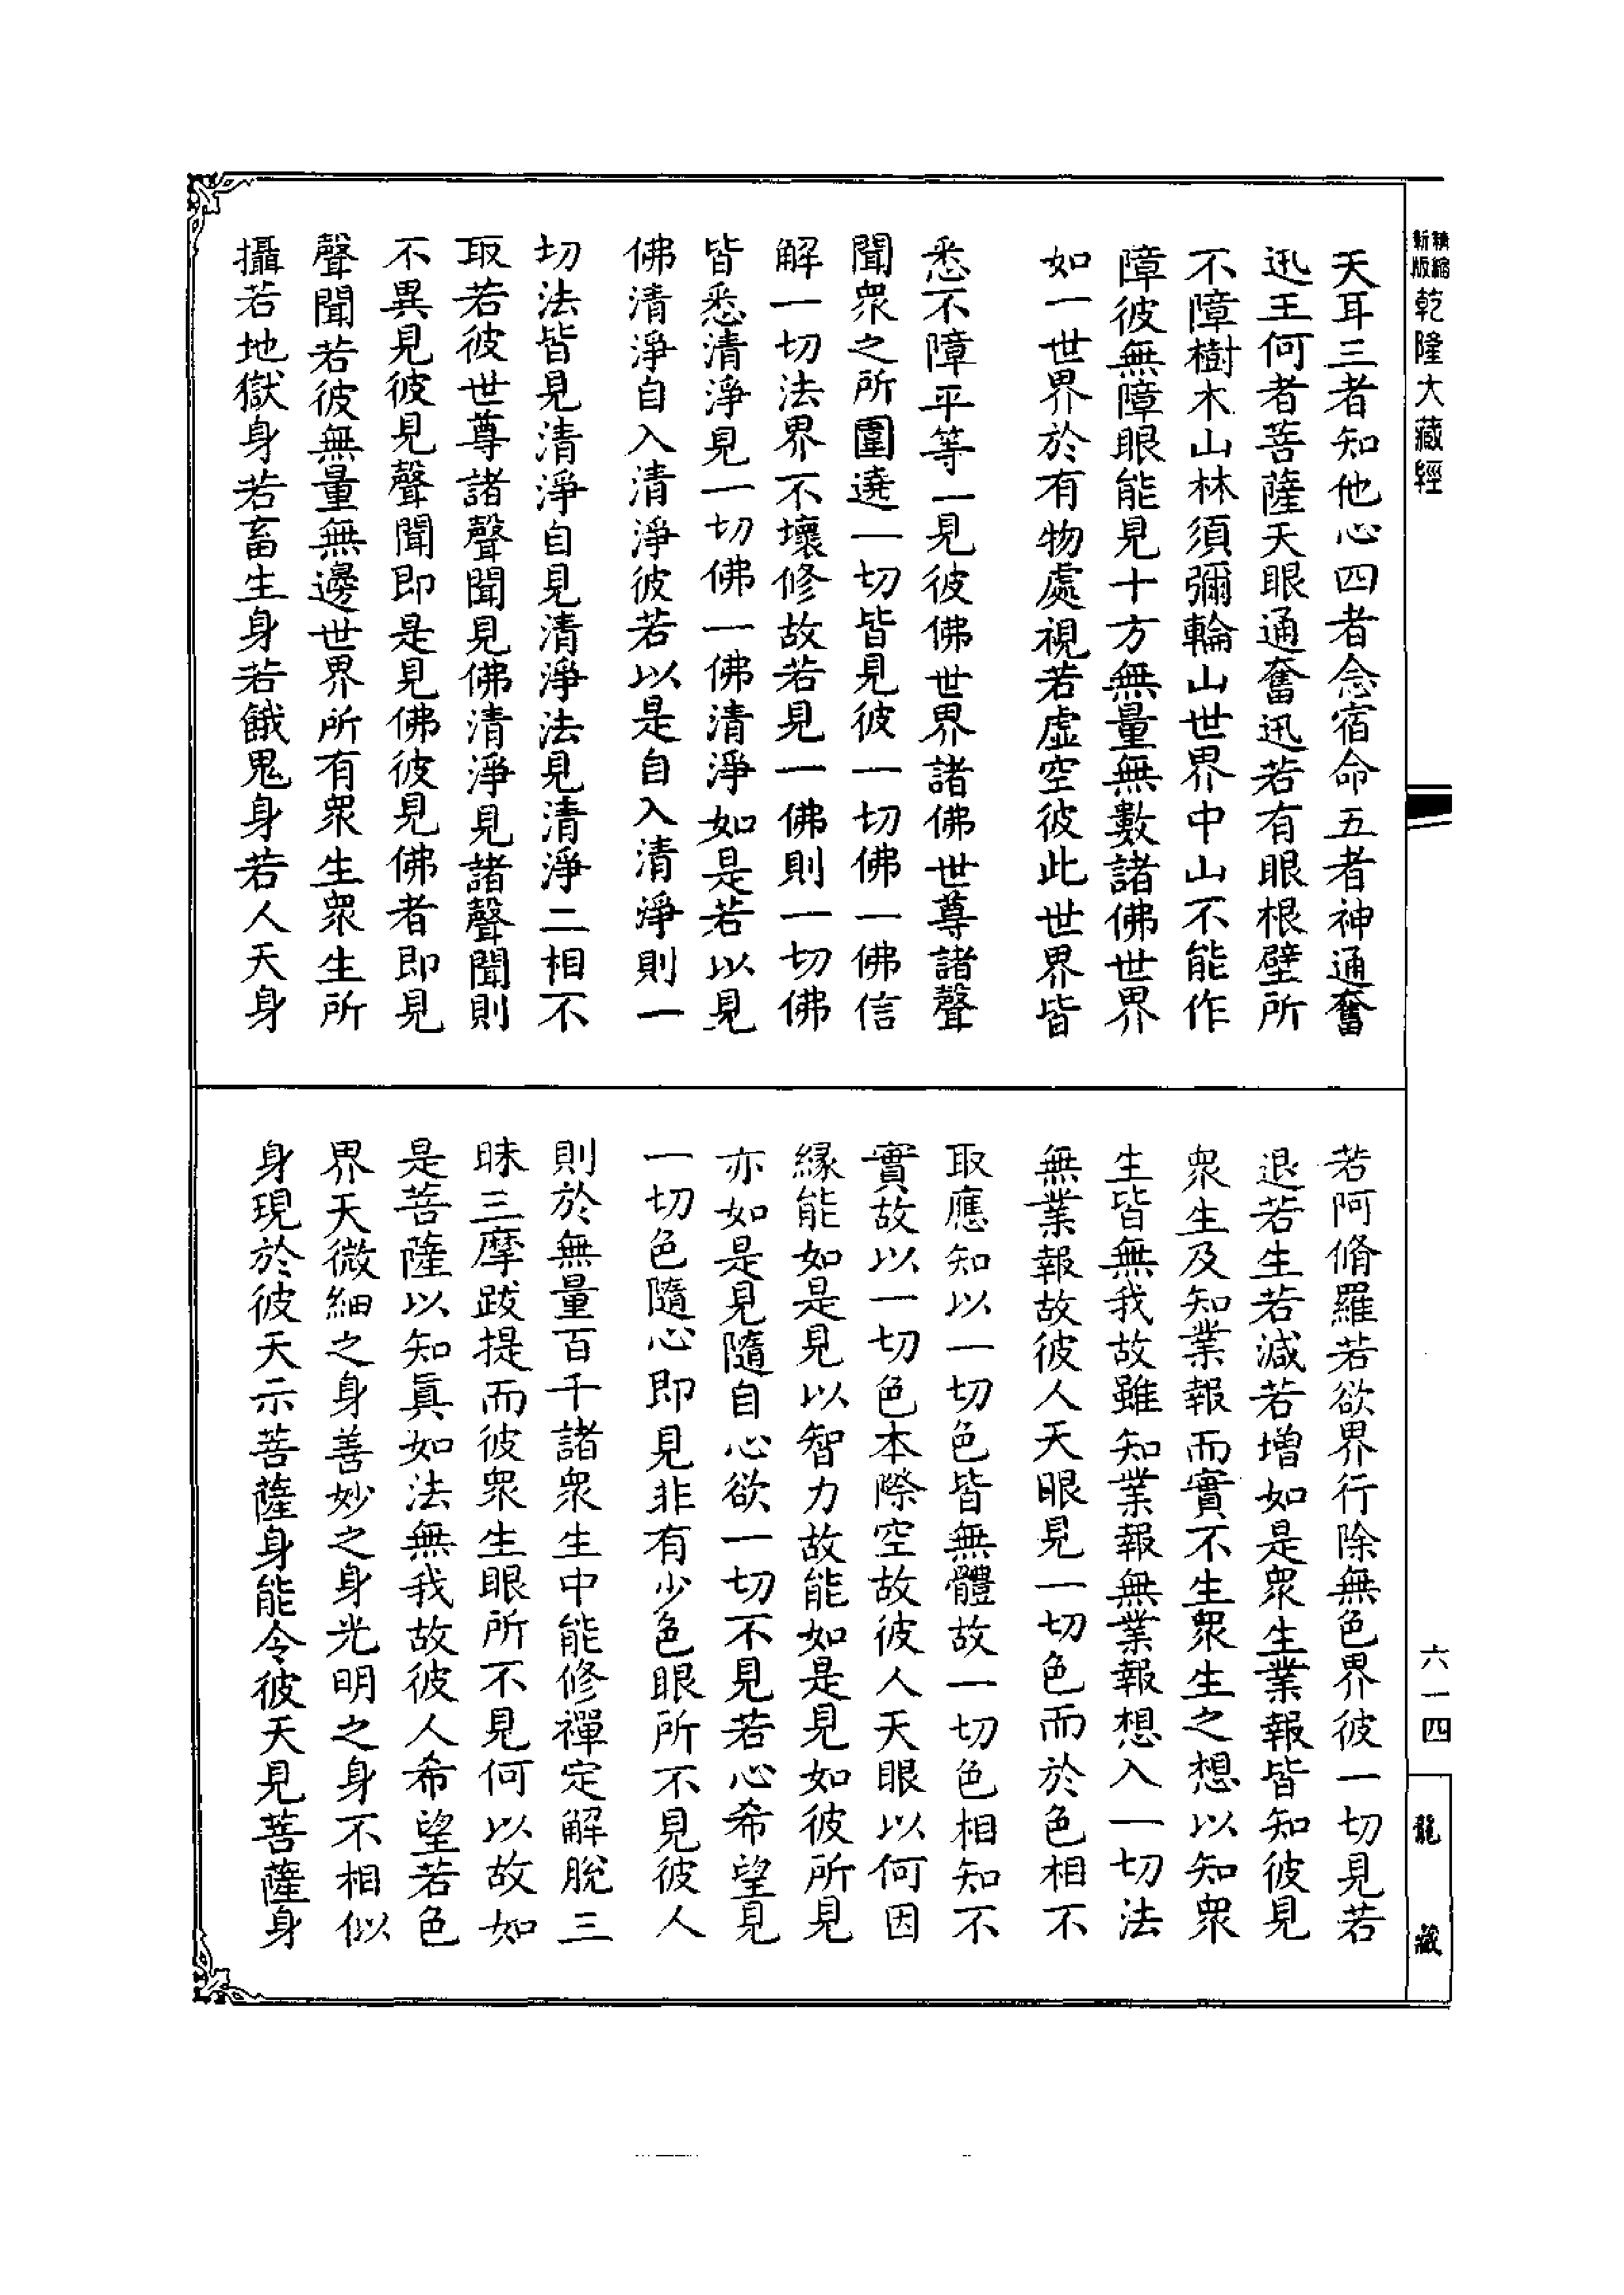 精縮
新版
乾隆大藏經
天耳三者知他心四者念宿命五者神通奮
迅王何者菩薩天眼通奮迅若有眼根壁所
不障樹木山林須彌輪山世界中山不能作
障彼無障眼能見十方無量無數諸佛世界
如一世界於有物處視若虛空彼此世界皆
悉不障平等一見彼佛世界諸佛世尊諸聲
聞衆之所圍遶一切皆見彼一切佛一佛信
解一切法界不壞修故若見一佛則一切佛
皆悉清淨見一切佛一佛清淨如是若以見
佛清淨自入清淨彼若以是自入清淨則一
切法皆見清淨自見清淨法見清淨二相不
取若彼世尊諸聲聞見佛清淨見諸聲聞則
不異見彼見聲聞即是見佛彼見佛者即見
聲聞若彼無量無邊世界所有衆生衆生所
攝若地獄身若畜生身若餓鬼身若人天身
若阿脩羅若欲界行除無色界彼一切見若
退若生若減若增如是衆生業報皆知彼見
衆生及知業報而實不生衆生之想以知衆
生皆無我故雖知業報無業報想入一切法
無業報故彼人天眼見一切色而於色相不
取應知以一切色皆無體故一切色相知不
實故以一切色本際空故彼人天眼以何因
緣能如是見以智力故能如是見如彼所見
亦如是見隨自心欲一切不見若心希望見
一切色隨心即見非有少色眼所不見彼人
則於無量百千諸衆生中能修禪定解脫三
昧三摩跋提而彼衆生眼所不見何以故如
是菩薩以知眞如法無我故彼人希望若色
界天微細之身善妙之身光明之身不相似
身現於彼天示菩薩身能令彼天見菩薩身
六一四
龍藏